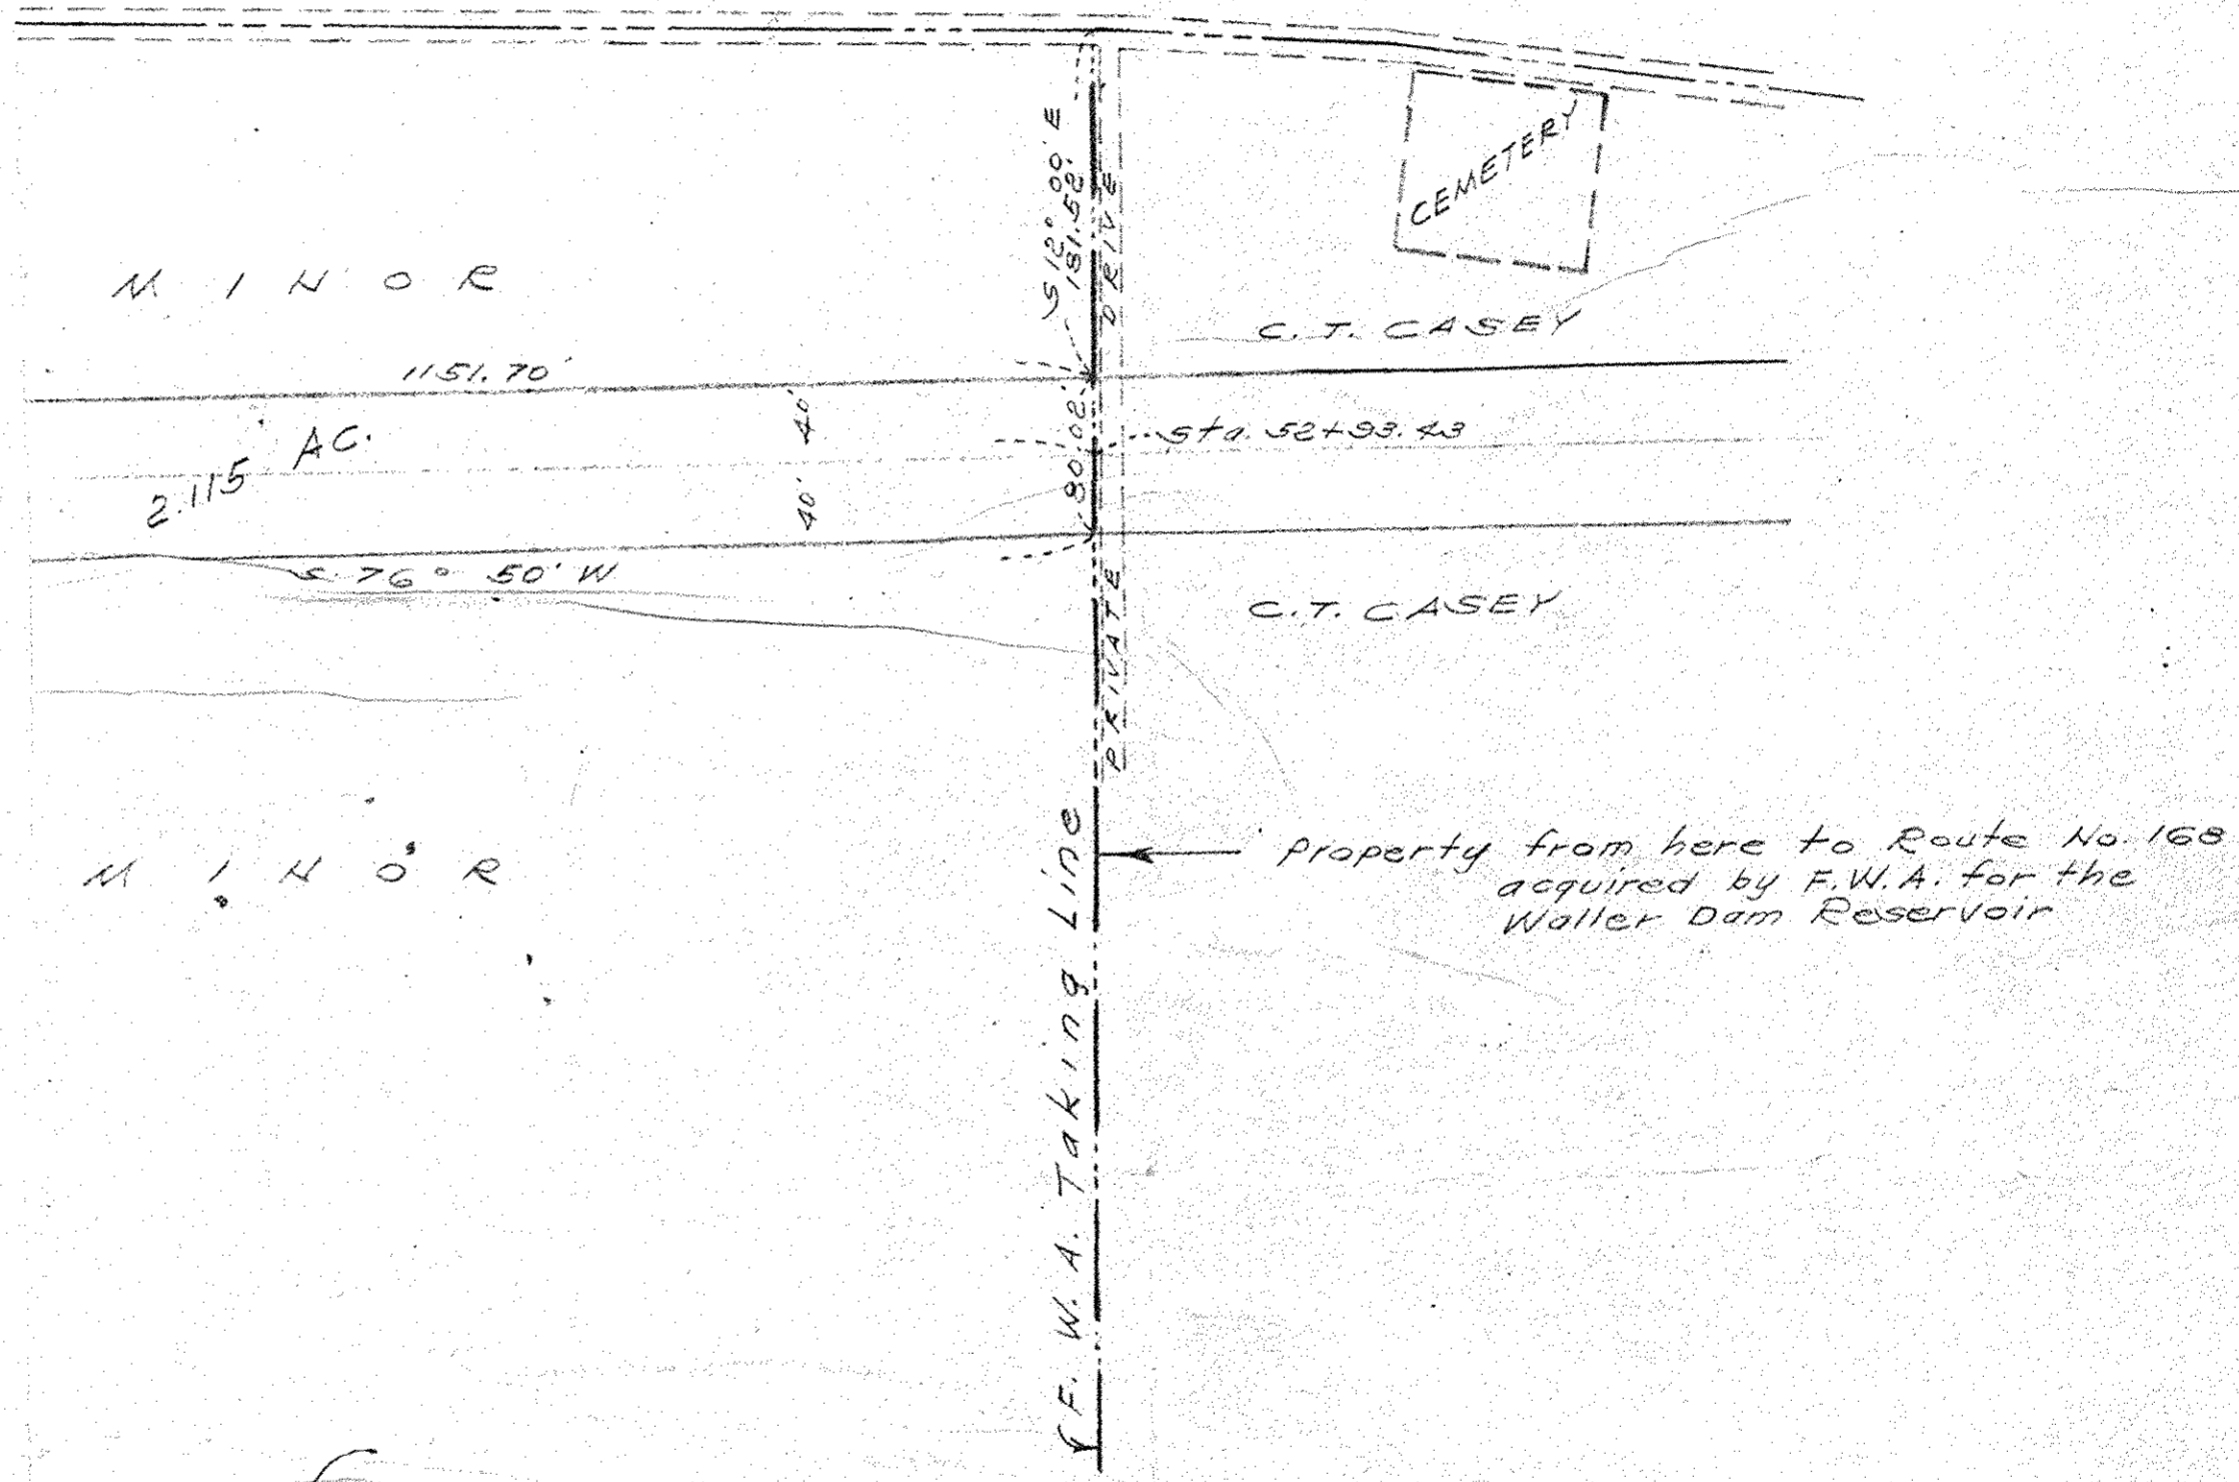 CEMETERY
S 12° 00' E
181.52'
DRIVE
MINOR
C. T. CASEY
1151.70'
40'
80.02'
Sta. 52+93.43
2.115 AC.
40'
S 76° 50' W
PRIVATE
C. T. CASEY
MINOR
Property from here to Route No. 168
acquired by F.W.A. for the
Waller Dam Reservoir
F. W. A. Taking Line